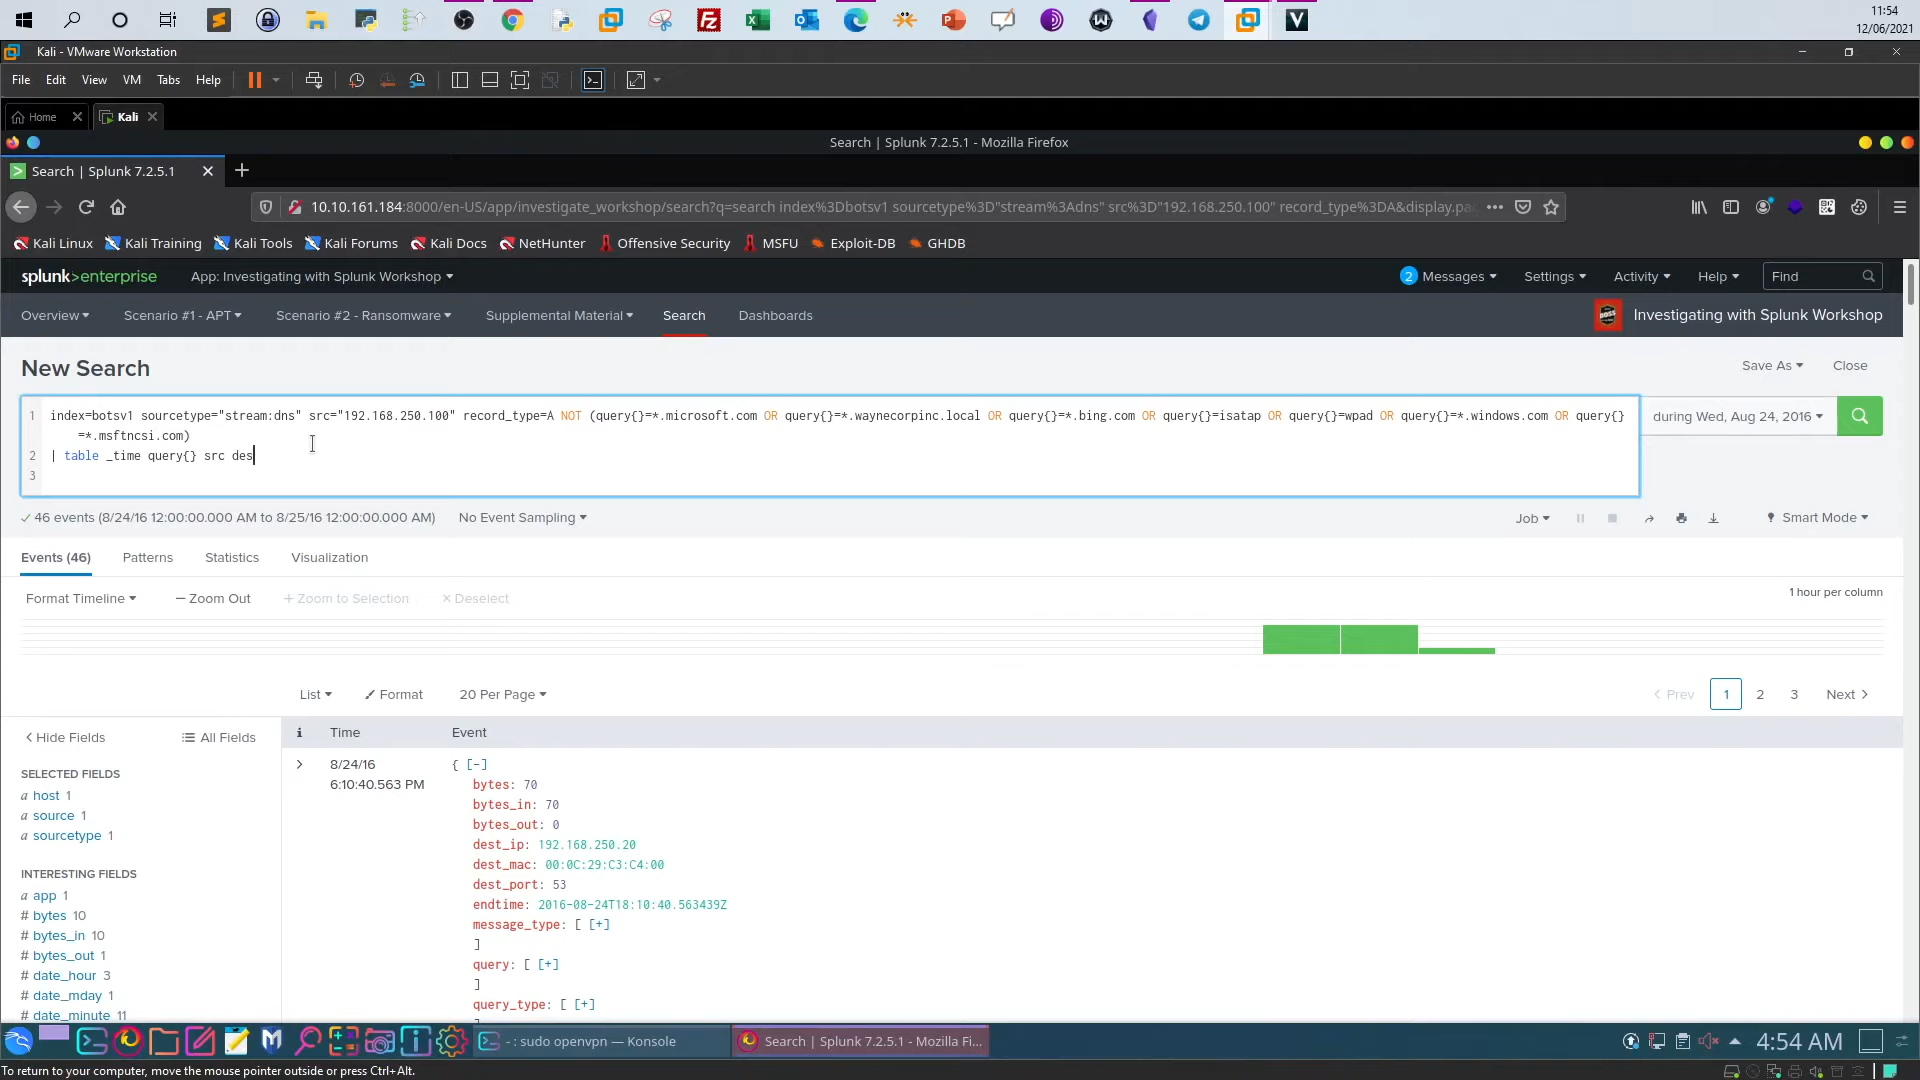 11:54
12/06/2021
Kali - VMware Workstation
File Edit View VM Tabs Help
Home Kali
Search | Splunk 7.2.5.1 - Mozilla Firefox
Search | Splunk 7.2.5.1
10.10.161.184:8000/en-US/app/investigate_workshop/search?q=search index%3Dbotsv1 sourcetype%3D"stream%3Adns" src%3D"192.168.250.100" record_type%3DA&display.pa
Kali Linux Kali Training Kali Tools Kali Forums Kali Docs NetHunter Offensive Security MSFU Exploit-DB GHDB
splunk>enterprise App: Investigating with Splunk Workshop 2 Messages Settings Activity Help Find
Overview Scenario #1 - APT Scenario #2 - Ransomware Supplemental Material Search Dashboards Investigating with Splunk Workshop
New Search Save As Close
1 index=botsv1 sourcetype="stream:dns" src="192.168.250.100" record_type=A NOT (query{}=*.microsoft.com OR query{}=*.waynecorpinc.local OR query{}=*.bing.com OR query{}=isatap OR query{}=wpad OR query{}=*.windows.com OR query{} during Wed, Aug 24, 2016
=*.msftncsi.com)
2 | table _time query{} src des
3
46 events (8/24/16 12:00:00.000 AM to 8/25/16 12:00:00.000 AM) No Event Sampling Job Smart Mode
Events (46) Patterns Statistics Visualization
Format Timeline — Zoom Out + Zoom to Selection × Deselect 1 hour per column
List Format 20 Per Page < Prev 1 2 3 Next >
< Hide Fields All Fields i Time Event
SELECTED FIELDS
a host 1
a source 1
a sourcetype 1
INTERESTING FIELDS
a app 1
# bytes 10
# bytes_in 10
# bytes_out 1
# date_hour 3
# date_mday 1
# date_minute 11
> 8/24/16 { [-]
6:10:40.563 PM bytes: 70
bytes_in: 70
bytes_out: 0
dest_ip: 192.168.250.20
dest_mac: 00:0C:29:C3:C4:00
dest_port: 53
endtime: 2016-08-24T18:10:40.563439Z
message_type: [ [+]
]
query: [ [+]
]
query_type: [ [+]
- : sudo openvpn — Konsole Search | Splunk 7.2.5.1 - Mozilla Fi... 4:54 AM
To return to your computer, move the mouse pointer outside or press Ctrl+Alt.